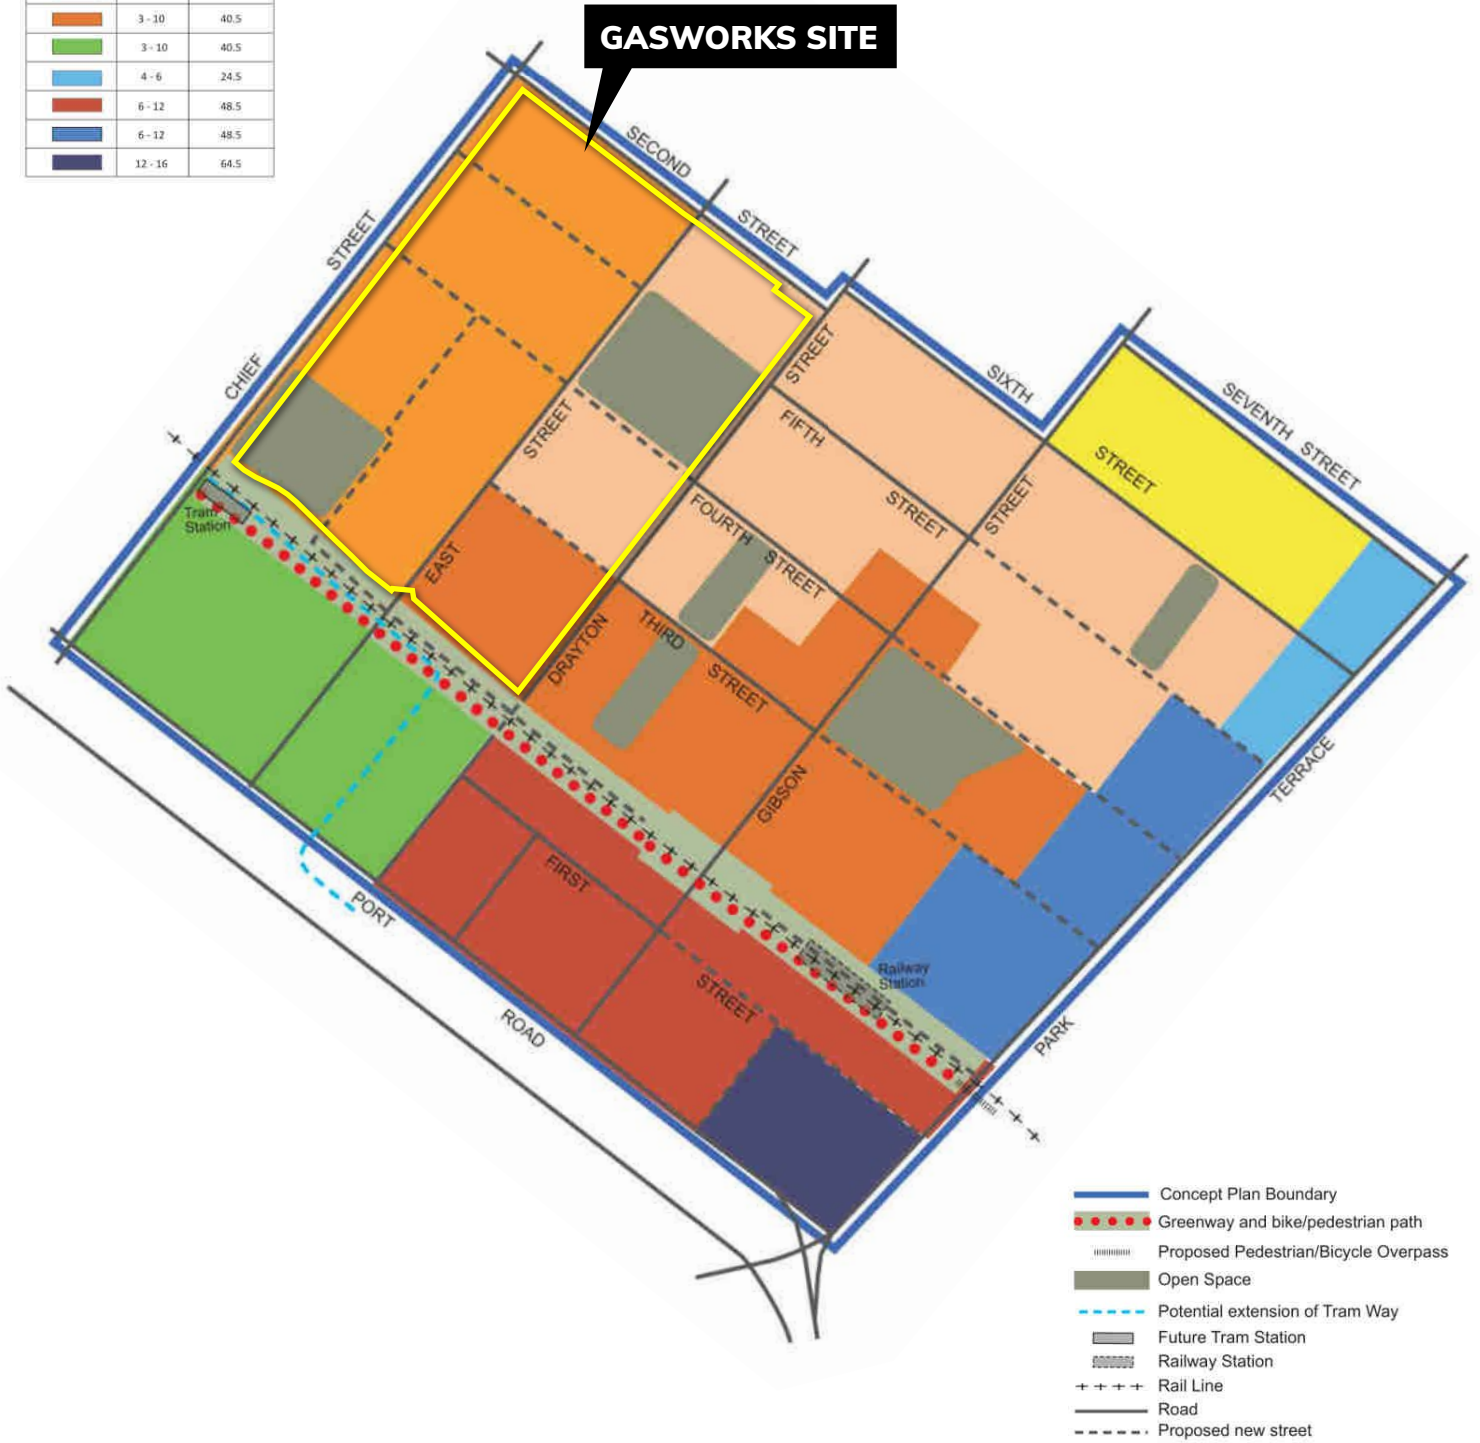 3 - 10 40.5
3 - 10 40.5
4 - 6 24.5
6 - 12 48.5
6 - 12 48.5
12 - 16 64.5
GASWORKS SITE
SECOND
STREET
STREET
CHIEF
STREET
SIXTH
STREET
SEVENTH STREET
STREET
EAST
STREET
DRAYTON
FIFTH
STREET
FOURTH
STREET
THIRD
STREET
STREET
GIBSON
Tram
Station
FIRST
STREET
PORT
ROAD
Railway
Station
PARK
TERRACE
Concept Plan Boundary
Greenway and bike/pedestrian path
Proposed Pedestrian/Bicycle Overpass
Open Space
Potential extension of Tram Way
Future Tram Station
Railway Station
Rail Line
Road
Proposed new street